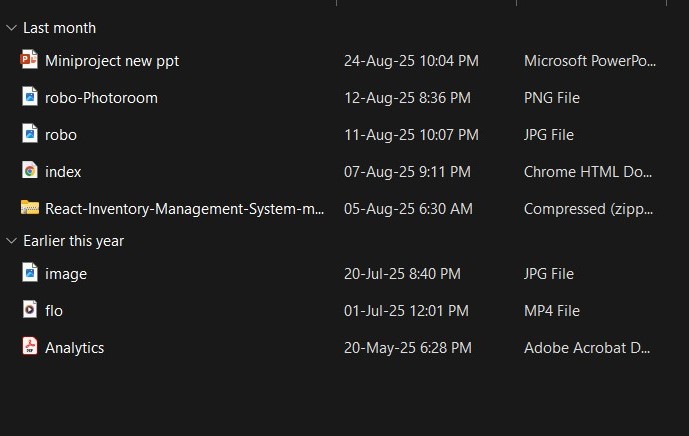 Last month
Miniproject new ppt 24-Aug-25 10:04 PM Microsoft PowerPo...
robo-Photoroom 12-Aug-25 8:36 PM PNG File
robo 11-Aug-25 10:07 PM JPG File
index 07-Aug-25 9:11 PM Chrome HTML Do...
React-Inventory-Management-System-m... 05-Aug-25 6:30 AM Compressed (zipp...
Earlier this year
image 20-Jul-25 8:40 PM JPG File
flo 01-Jul-25 12:01 PM MP4 File
Analytics 20-May-25 6:28 PM Adobe Acrobat D...